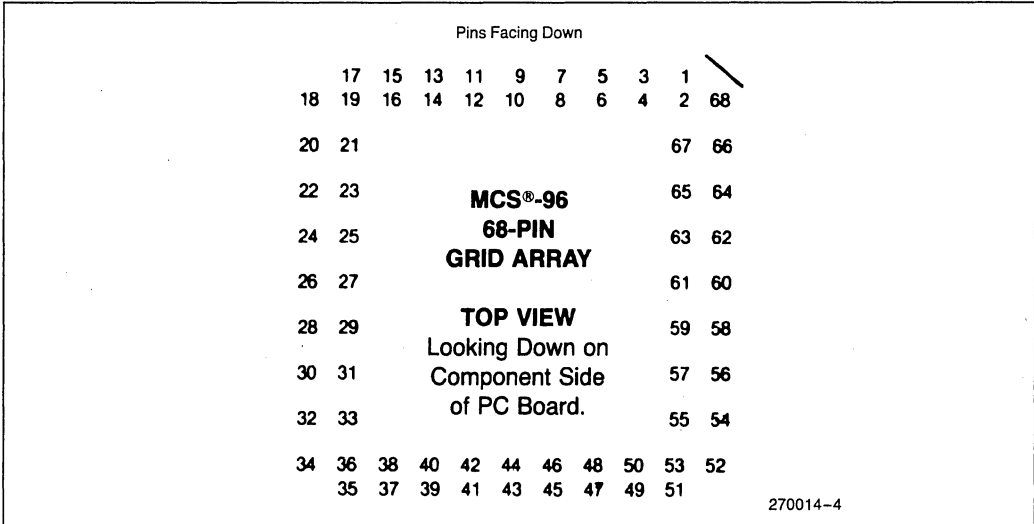 Pins Facing Down
17 15 13 11 9 7 5 3 1
18 19 16 14 12 10 8 6 4 2 68
20 21 67 66
22 23 65 64
MCS®-96
24 25 63 62
68-PIN
GRID ARRAY
26 27 61 60
TOP VIEW
28 29 59 58
Looking Down on
30 31 57 56
Component Side
of PC Board.
32 33 55 54
34 36 38 40 42 44 46 48 50 53 52
35 37 39 41 43 45 47 49 51
270014-4